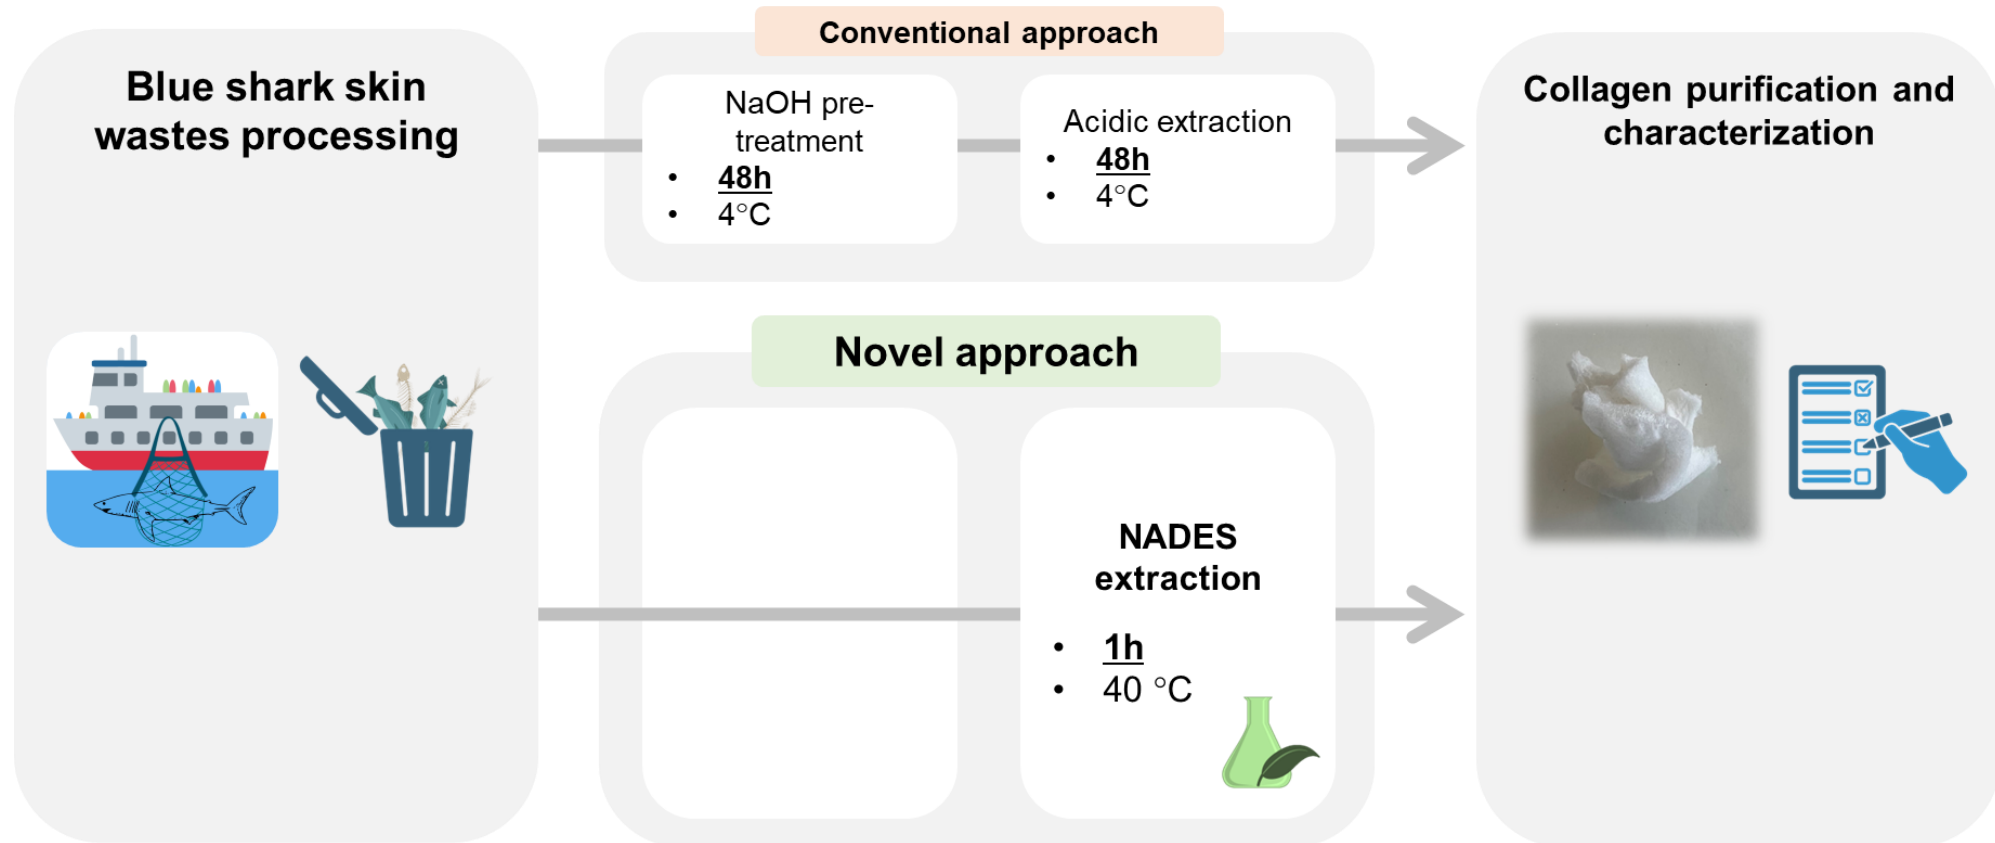 Blue shark skin
wastes processing
Conventional approach
NaOH pre-
treatment
• 48h
• 4°C
Acidic extraction
• 48h
• 4°C
Novel approach
NADES
extraction
• 1h
• 40 °C
Collagen purification and
characterization